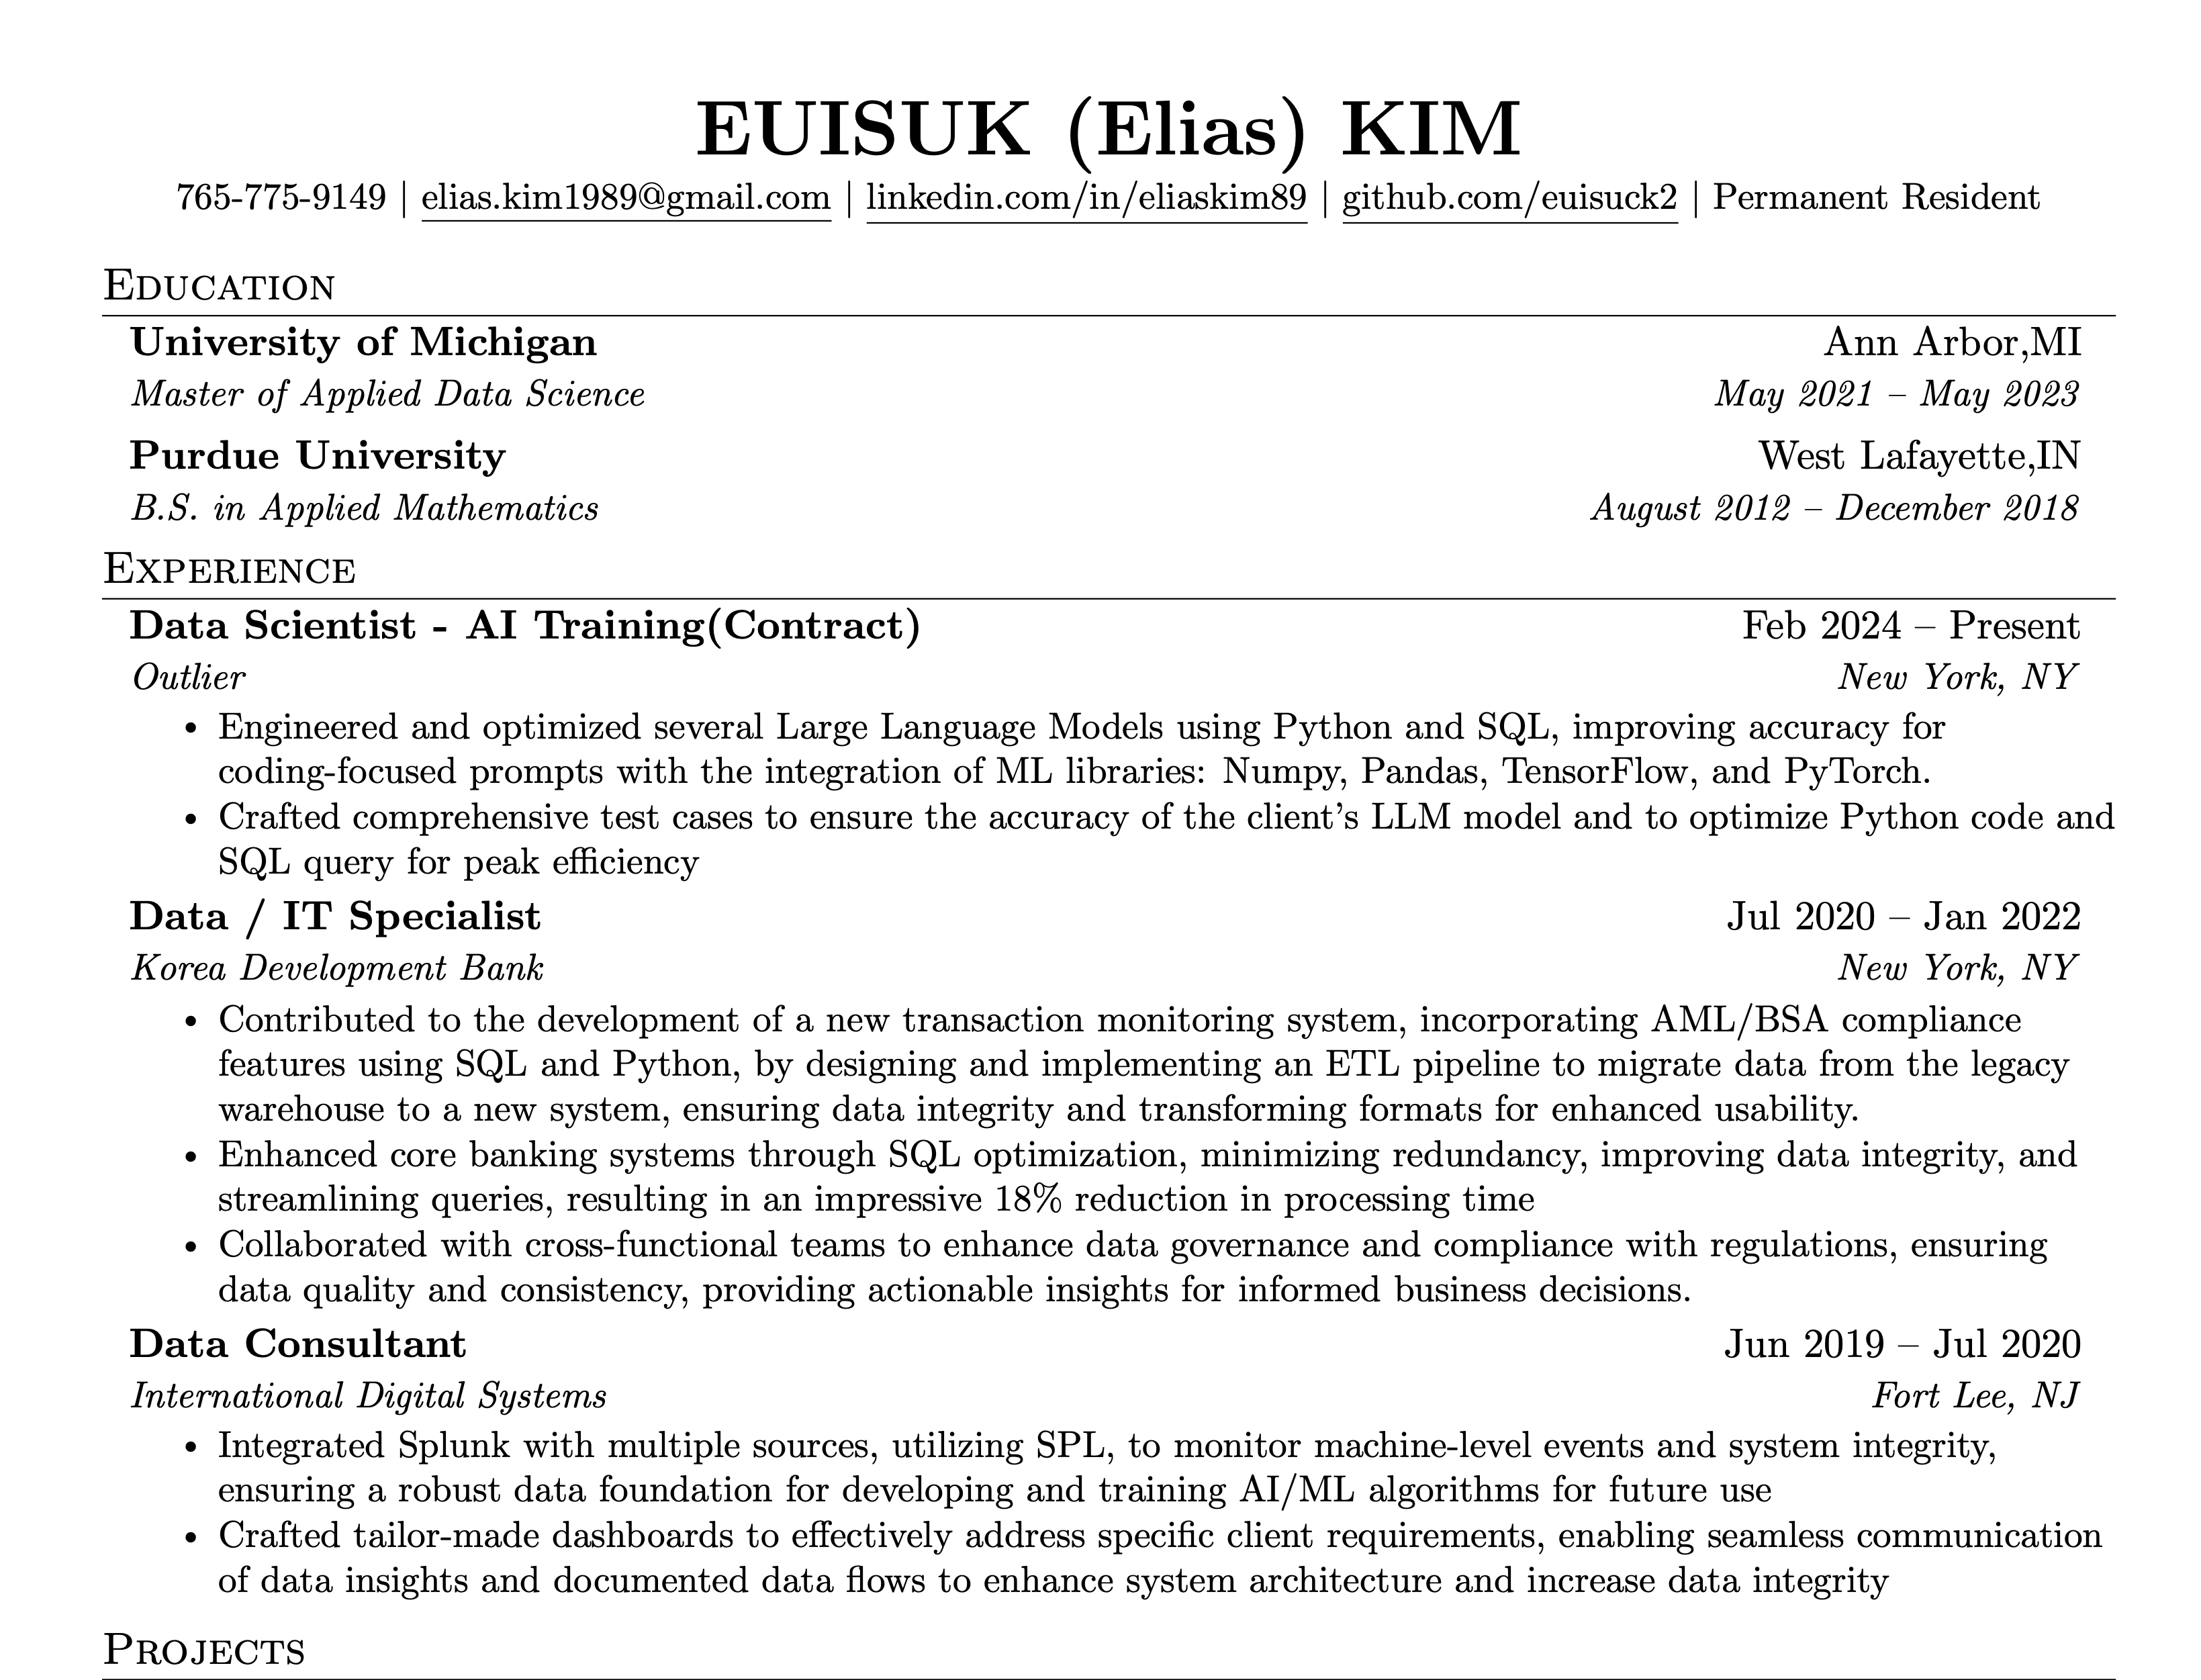 EUISUK (Elias) KIM
765-775-9149 | elias.kim1989@gmail.com | linkedin.com/in/eliaskim89 | github.com/euisuck2 | Permanent Resident
EDUCATION
University of Michigan Ann Arbor,MI
Master of Applied Data Science May 2021 – May 2023
Purdue University West Lafayette,IN
B.S. in Applied Mathematics August 2012 – December 2018
EXPERIENCE
Data Scientist - AI Training(Contract) Feb 2024 – Present
Outlier New York, NY
• Engineered and optimized several Large Language Models using Python and SQL, improving accuracy for
coding-focused prompts with the integration of ML libraries: Numpy, Pandas, TensorFlow, and PyTorch.
• Crafted comprehensive test cases to ensure the accuracy of the client's LLM model and to optimize Python code and
SQL query for peak efficiency
Data / IT Specialist Jul 2020 – Jan 2022
Korea Development Bank New York, NY
• Contributed to the development of a new transaction monitoring system, incorporating AML/BSA compliance
features using SQL and Python, by designing and implementing an ETL pipeline to migrate data from the legacy
warehouse to a new system, ensuring data integrity and transforming formats for enhanced usability.
• Enhanced core banking systems through SQL optimization, minimizing redundancy, improving data integrity, and
streamlining queries, resulting in an impressive 18% reduction in processing time
• Collaborated with cross-functional teams to enhance data governance and compliance with regulations, ensuring
data quality and consistency, providing actionable insights for informed business decisions.
Data Consultant Jun 2019 – Jul 2020
International Digital Systems Fort Lee, NJ
• Integrated Splunk with multiple sources, utilizing SPL, to monitor machine-level events and system integrity,
ensuring a robust data foundation for developing and training AI/ML algorithms for future use
• Crafted tailor-made dashboards to effectively address specific client requirements, enabling seamless communication
of data insights and documented data flows to enhance system architecture and increase data integrity
PROJECTS